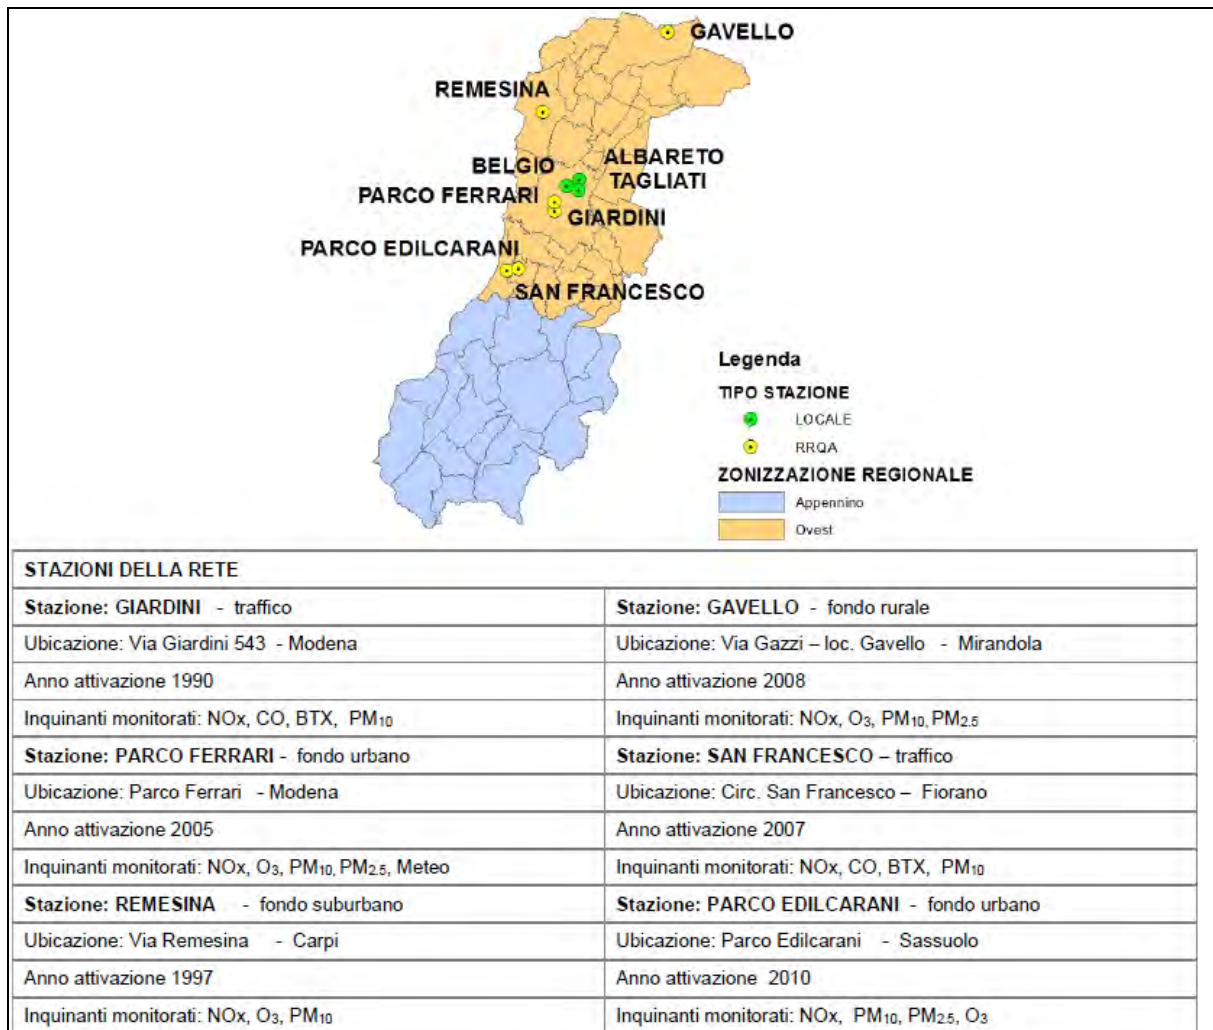 GAVELLO
REMESINA
BELGIO
ALBARETO
TAGLIATI
PARCO FERRARI
GIARDINI
PARCO EDILCARANI
SAN FRANCESCO
Legenda
TIPO STAZIONE
LOCALE
RRQA
ZONIZZAZIONE REGIONALE
Appennino
Ovest
STAZIONI DELLA RETE
Stazione: GIARDINI - traffico
Stazione: GAVELLO - fondo rurale
Ubicazione: Via Giardini 543 - Modena
Ubicazione: Via Gazzi – loc. Gavello - Mirandola
Anno attivazione 1990
Anno attivazione 2008
Inquinanti monitorati: NOx, CO, BTX, PM₁₀
Inquinanti monitorati: NOx, O₃, PM₁₀, PM₂.₅
Stazione: PARCO FERRARI - fondo urbano
Stazione: SAN FRANCESCO – traffico
Ubicazione: Parco Ferrari - Modena
Ubicazione: Circ. San Francesco – Fiorano
Anno attivazione 2005
Anno attivazione 2007
Inquinanti monitorati: NOx, O₃, PM₁₀, PM₂.₅, Meteo
Inquinanti monitorati: NOx, CO, BTX, PM₁₀
Stazione: REMESINA - fondo suburbano
Stazione: PARCO EDILCARANI - fondo urbano
Ubicazione: Via Remesina - Carpi
Ubicazione: Parco Edilcarani - Sassuolo
Anno attivazione 1997
Anno attivazione 2010
Inquinanti monitorati: NOx, O₃, PM₁₀
Inquinanti monitorati: NOx, PM₁₀, PM₂.₅, O₃